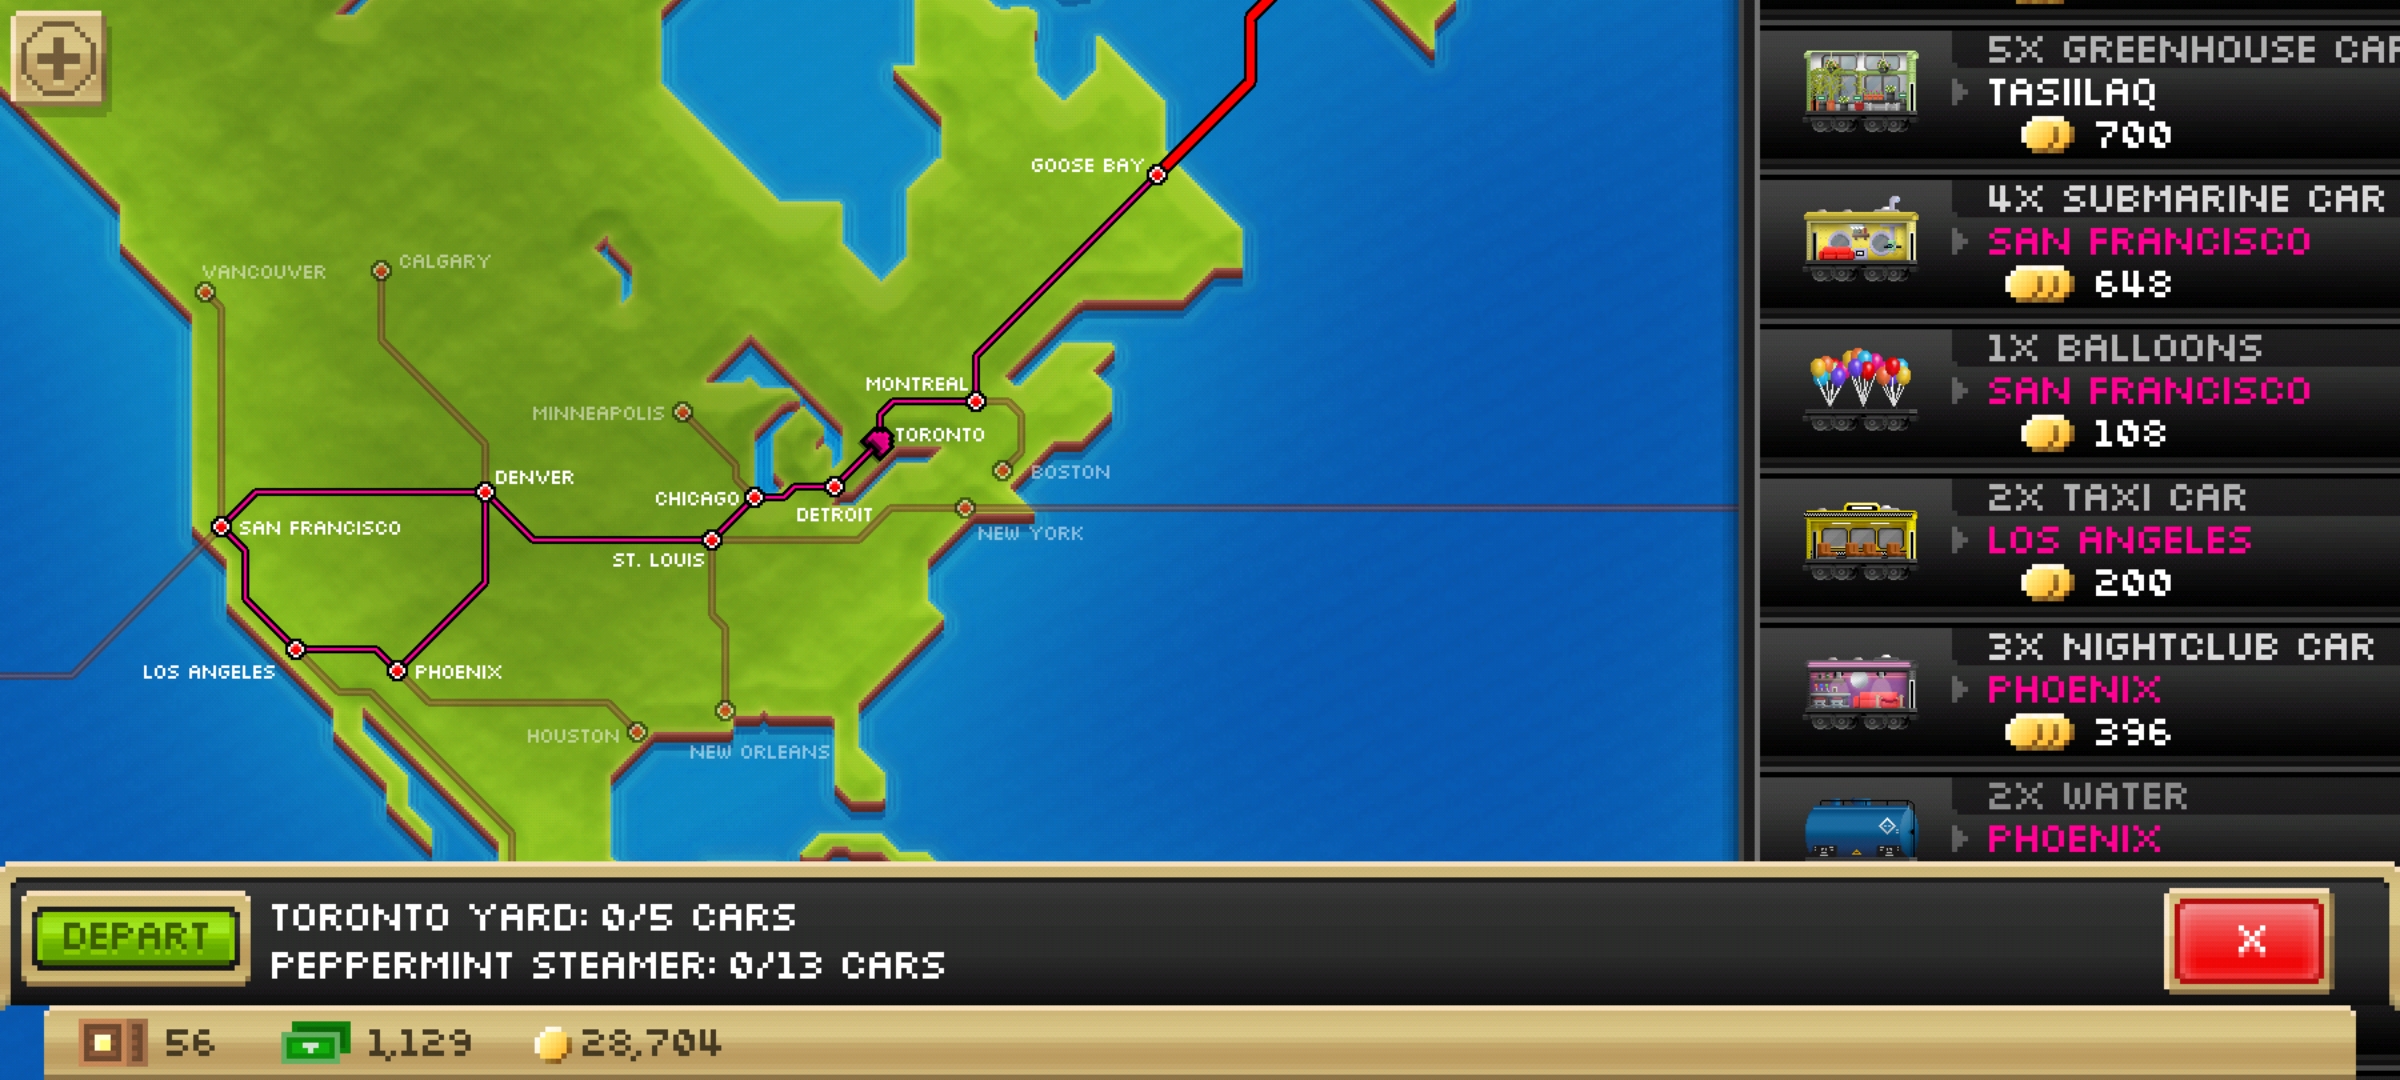 GOOSE BAY
VANCOUVER
CALGARY
MONTREAL
MINNEAPOLIS
TORONTO
BOSTON
DENVER
CHICAGO
DETROIT
SAN FRANCISCO
NEW YORK
ST. LOUIS
LOS ANGELES
PHOENIX
HOUSTON
NEW ORLEANS
5X GREENHOUSE CAR
TASIILAQ
700
4X SUBMARINE CAR
SAN FRANCISCO
648
1X BALLOONS
SAN FRANCISCO
108
2X TAXI CAR
LOS ANGELES
200
3X NIGHTCLUB CAR
PHOENIX
396
2X WATER
PHOENIX
DEPART
TORONTO YARD: 0/5 CARS
PEPPERMINT STEAMER: 0/13 CARS
X
56
1,129
28,704